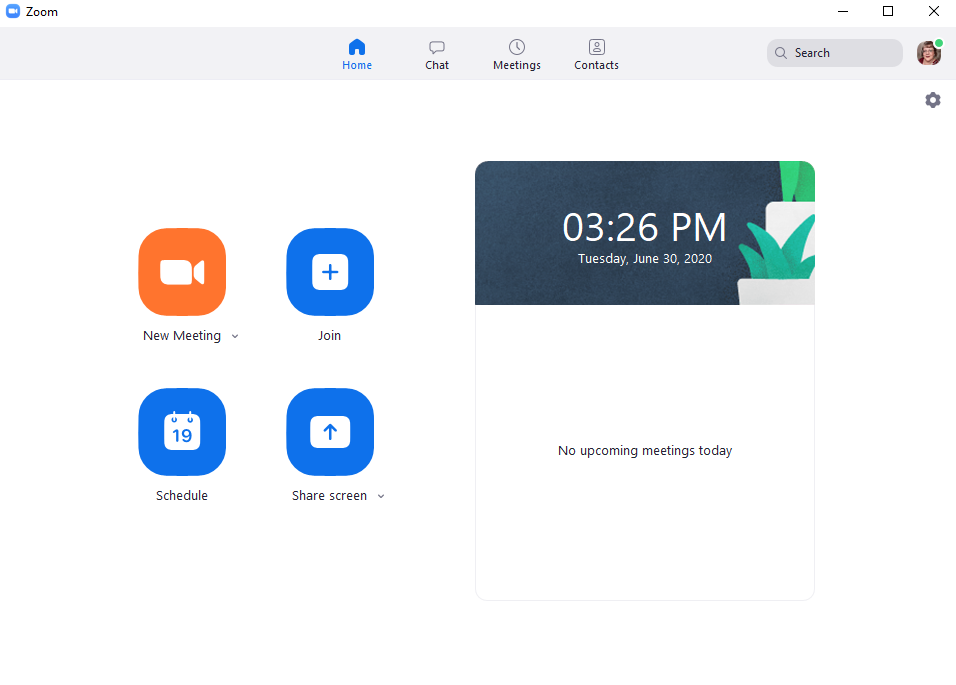 Zoom
Home
Chat
Meetings
Contacts
Search
03:26 PM
Tuesday, June 30, 2020
New Meeting
Join
19
Schedule
Share screen
No upcoming meetings today